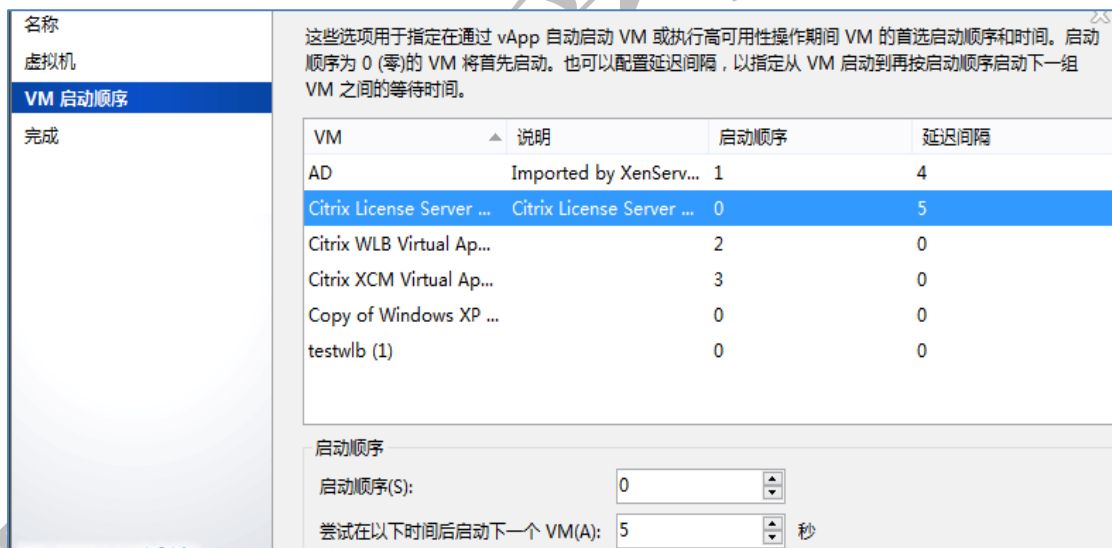 名称
虚拟机
VM 启动顺序
完成
这些选项用于指定在通过 vApp 自动启动 VM 或执行高可用性操作期间 VM 的首选启动顺序和时间。启动
顺序为 0 (零)的 VM 将首先启动。也可以配置延迟间隔，以指定从 VM 启动到再按启动顺序启动下一组
VM 之间的等待时间。
VM 说明 启动顺序 延迟间隔
AD Imported by XenServ... 1 4
Citrix License Server ... Citrix License Server ... 0 5
Citrix WLB Virtual Ap... 2 0
Citrix XCM Virtual Ap... 3 0
Copy of Windows XP ... 0 0
testwlb (1) 0 0
启动顺序
启动顺序(S): 0
尝试在以下时间后启动下一个 VM(A): 5 秒